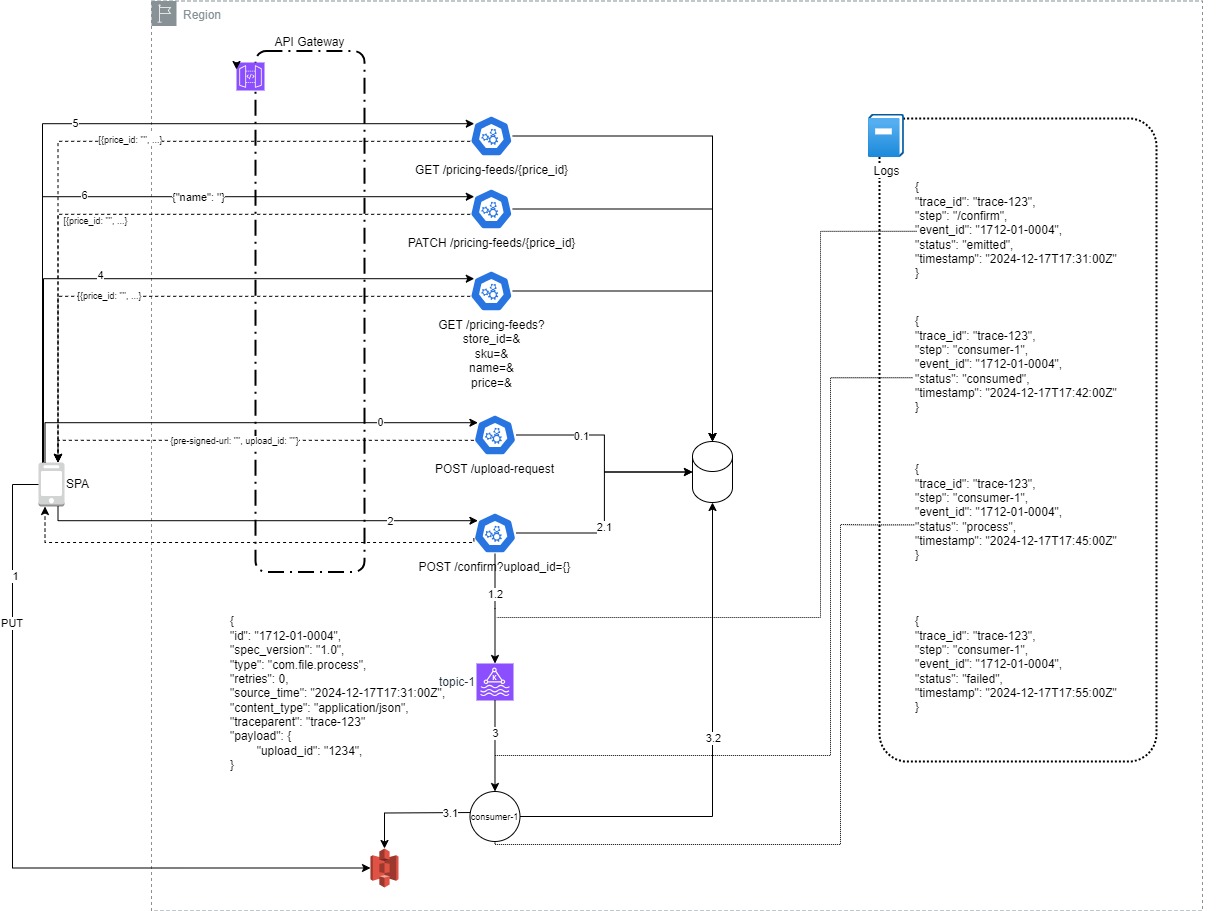 Region
API Gateway
5
[{price_id: "", ...}
GET /pricing-feeds/{price_id}
6
{"name": "}
[{price_id: "", ...}
PATCH /pricing-feeds/{price_id}
4
{{price_id: "", ...}
GET /pricing-feeds?
store_id=&
sku=&
name=&
price=&
0
{pre-signed-url: "", upload_id: ""}
0.1
POST /upload-request
SPA
2
2.1
POST /confirm?upload_id={}
1
PUT
1.2
{
"id": "1712-01-0004",
"spec_version": "1.0",
"type": "com.file.process",
"retries": 0,
"source_time": "2024-12-17T17:31:00Z",
"content_type": "application/json",
"traceparent": "trace-123"
"payload": {
"upload_id": "1234",
}
topic-1
3
3.2
3.1
consumer-1
Logs
{
"trace_id": "trace-123",
"step": "/confirm",
"event_id": "1712-01-0004",
"status": "emitted",
"timestamp": "2024-12-17T17:31:00Z"
}
{
"trace_id": "trace-123",
"step": "consumer-1",
"event_id": "1712-01-0004",
"status": "consumed",
"timestamp": "2024-12-17T17:42:00Z"
}
{
"trace_id": "trace-123",
"step": "consumer-1",
"event_id": "1712-01-0004",
"status": "process",
"timestamp": "2024-12-17T17:45:00Z"
}
{
"trace_id": "trace-123",
"step": "consumer-1",
"event_id": "1712-01-0004",
"status": "failed",
"timestamp": "2024-12-17T17:55:00Z"
}